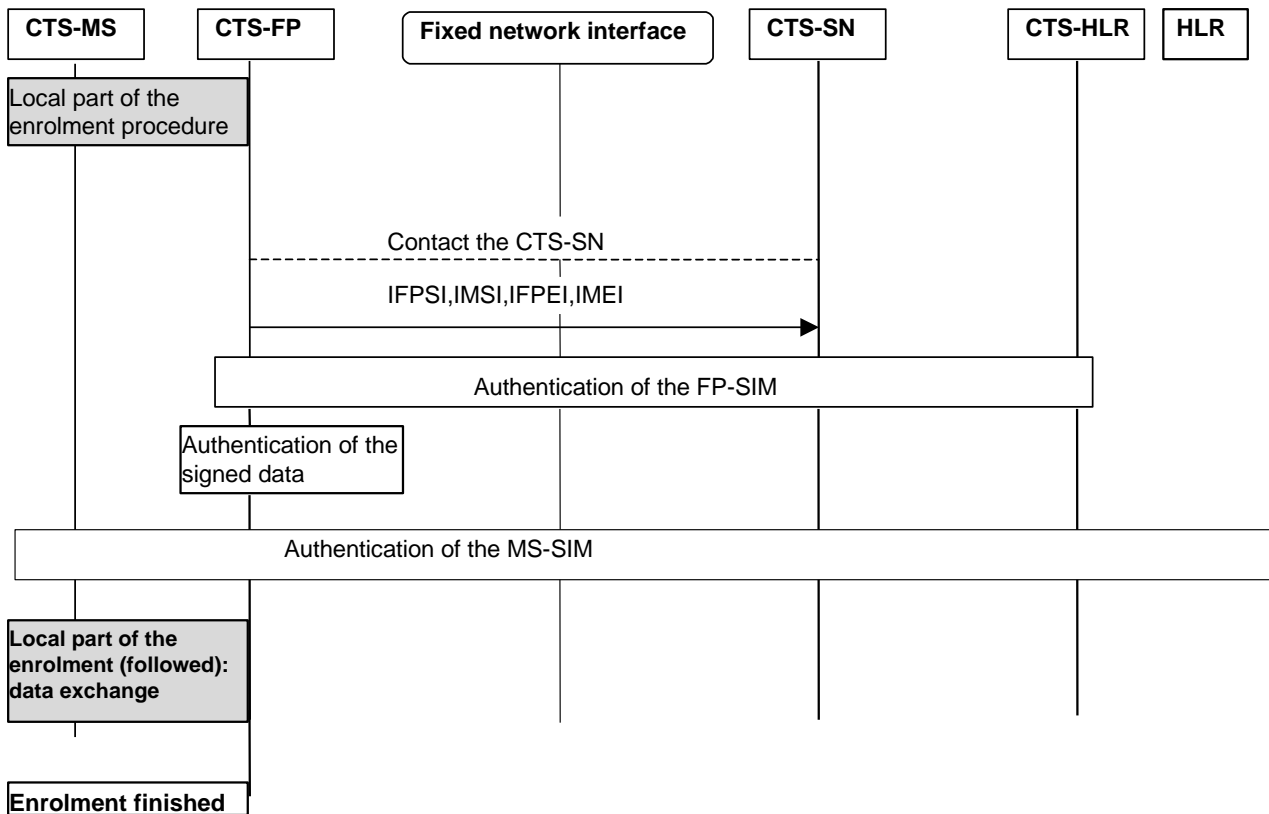 CTS-MS
CTS-FP
Fixed network interface
CTS-SN
CTS-HLR
HLR
Local part of the
enrolment procedure
Contact the CTS-SN
IFPSI,IMSI,IFPEI,IMEI
Authentication of the FP-SIM
Authentication of the
signed data
Authentication of the MS-SIM
Local part of the
enrolment (followed):
data exchange
Enrolment finished